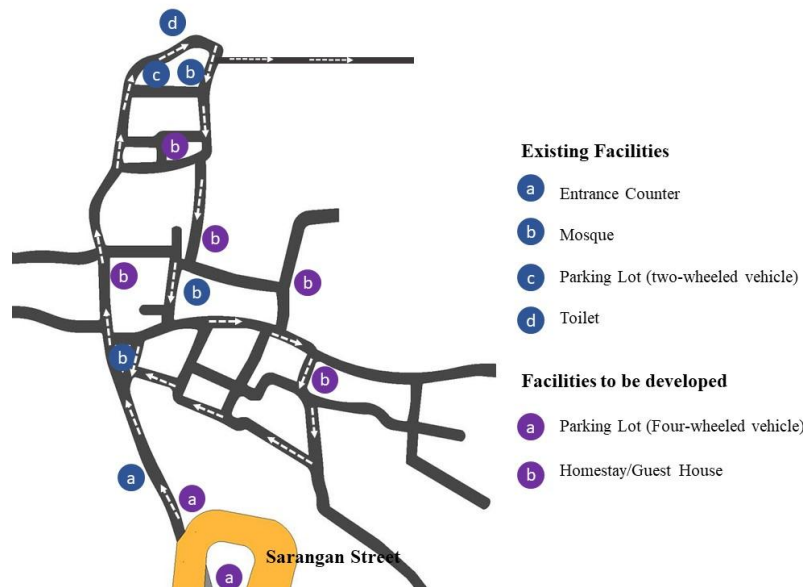 d
c
b
b
b
b
b
b
b
b
a
a
Sarangan Street
a
Existing Facilities
a Entrance Counter
b Mosque
c Parking Lot (two-wheeled vehicle)
d Toilet
Facilities to be developed
a Parking Lot (Four-wheeled vehicle)
b Homestay/Guest House